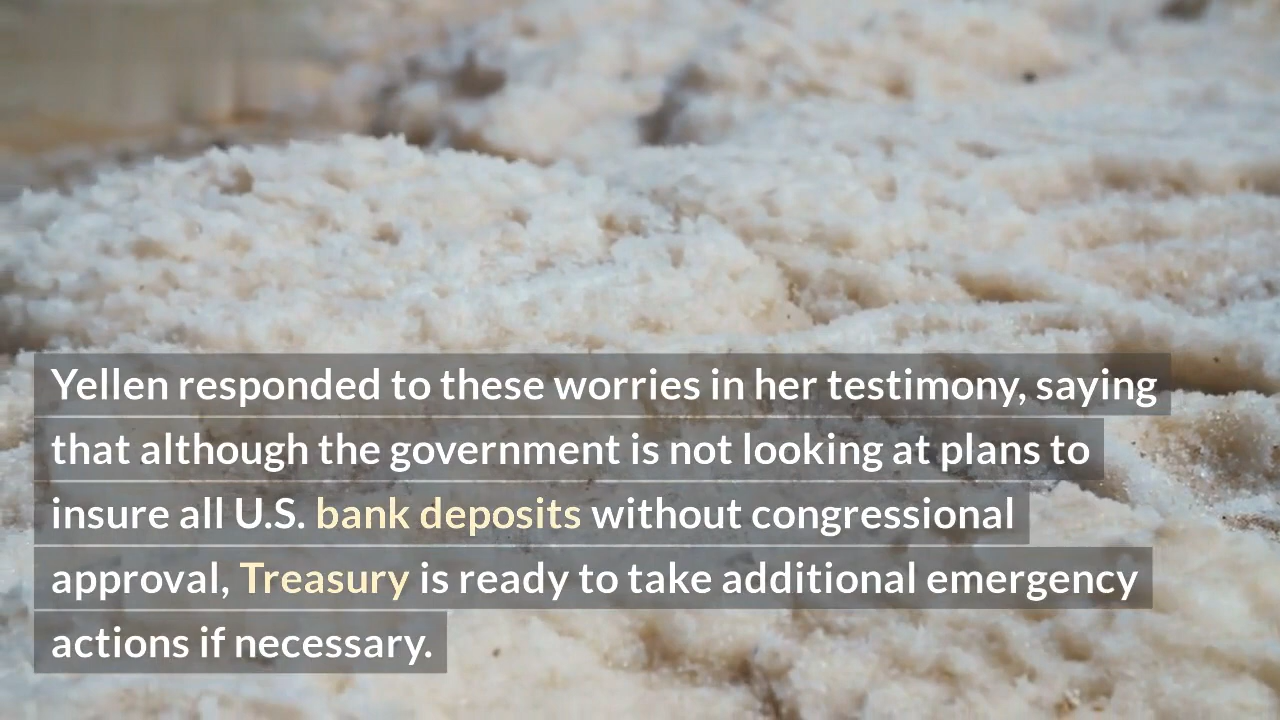 Yellen responded to these worries in her testimony, saying
that although the government is not looking at plans to
insure all U.S. bank deposits without congressional
approval, Treasury is ready to take additional emergency
actions if necessary.